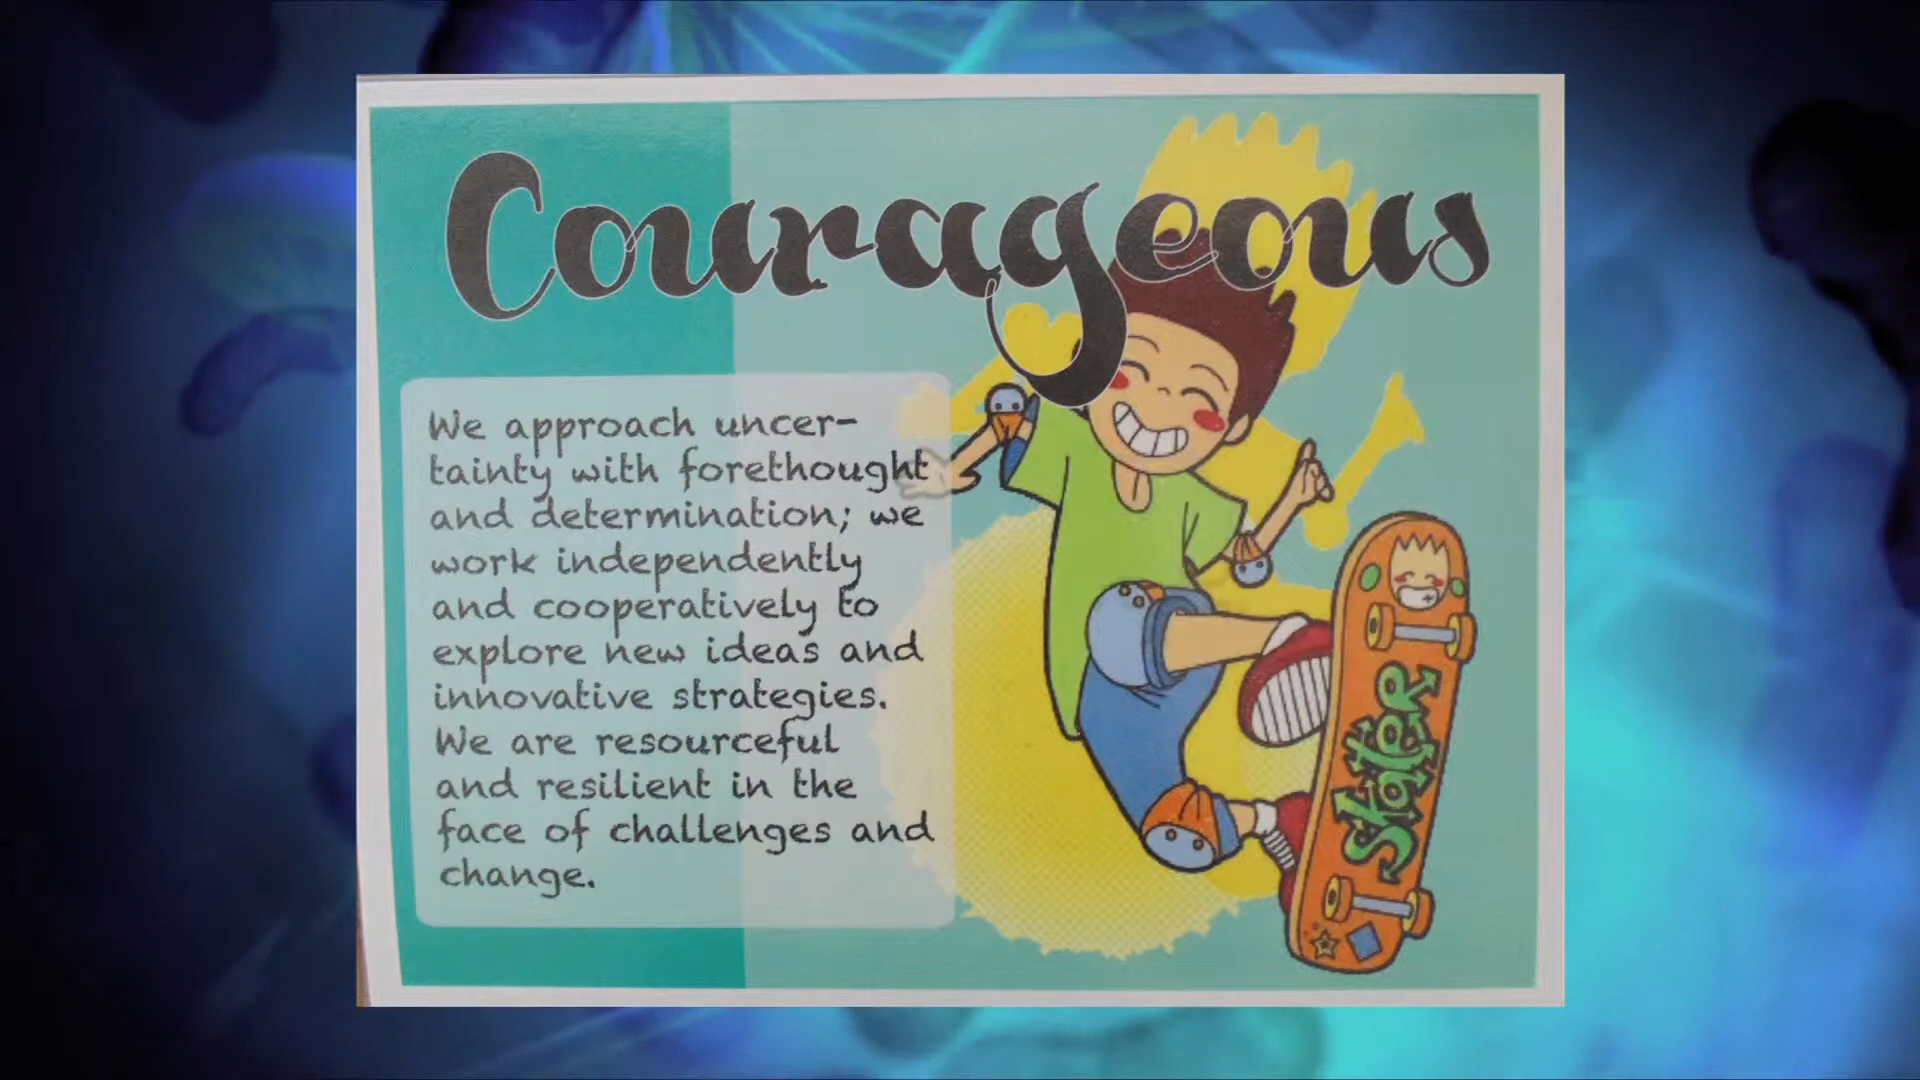 Courageous
We approach uncer-
tainty with forethought
and determination; we
work independently
and cooperatively to
explore new ideas and
innovative strategies.
We are resourceful
and resilient in the
face of challenges and
change.
Skater